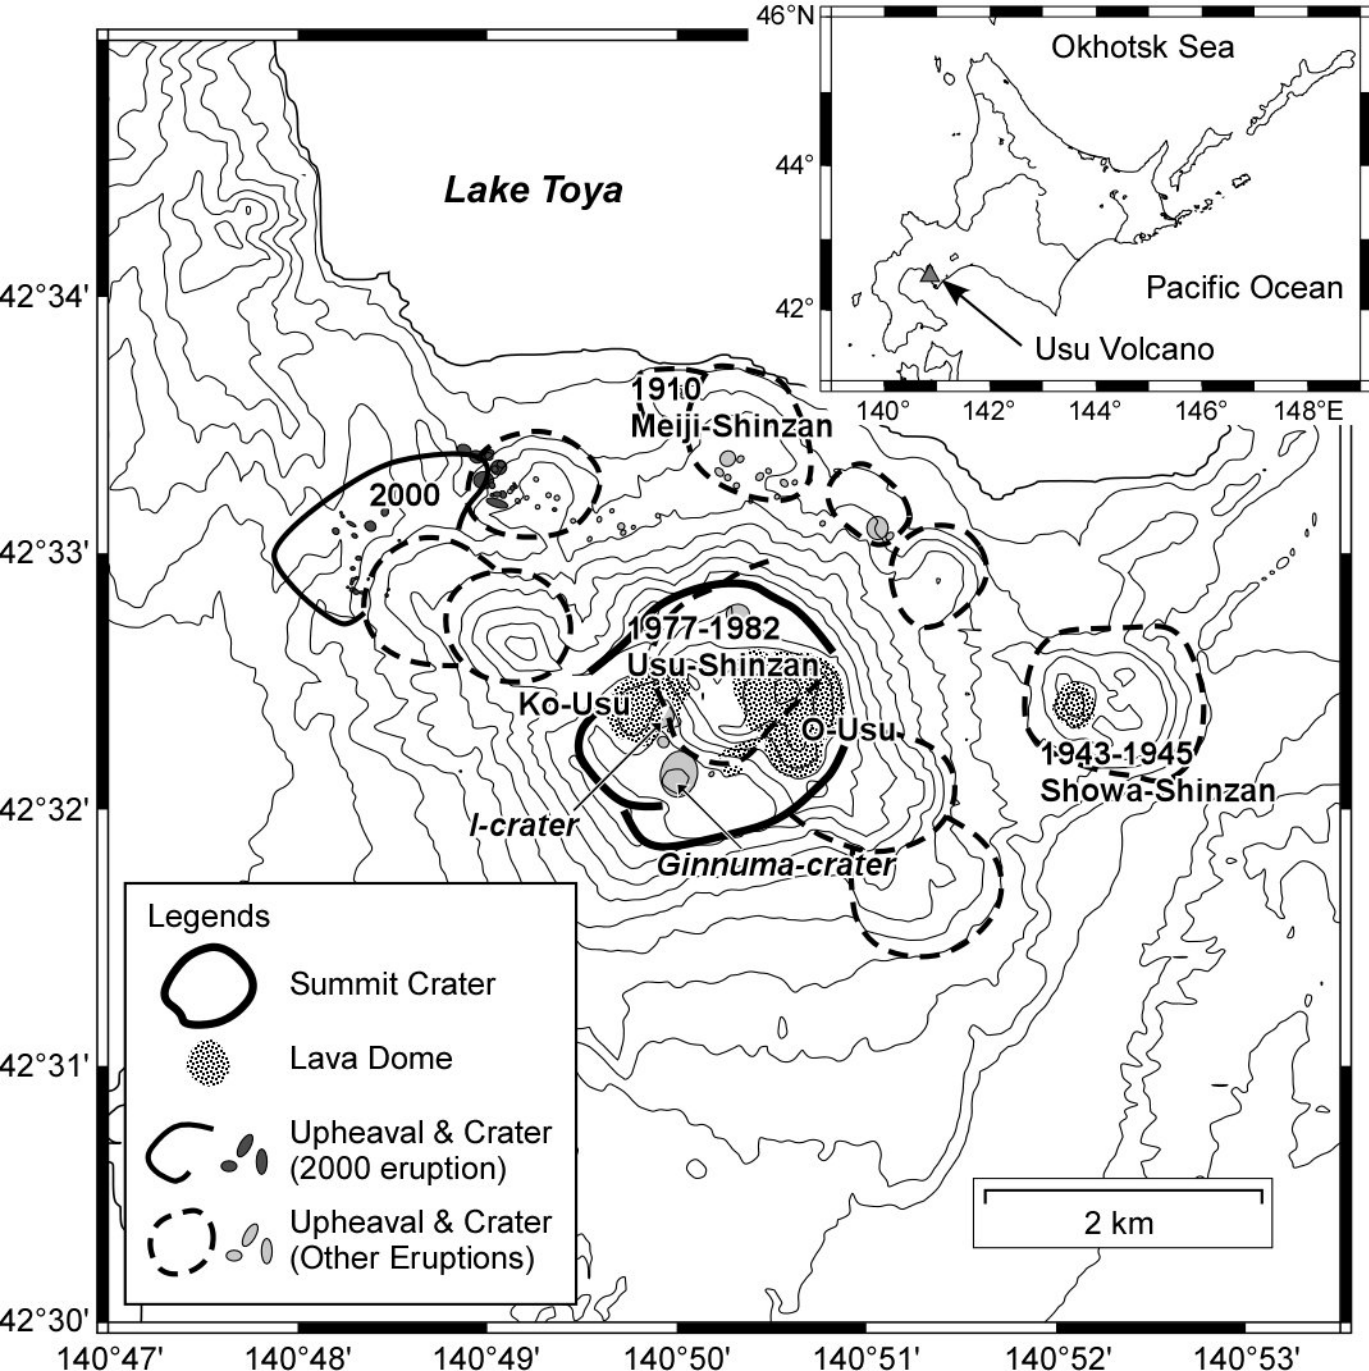 46°N
Okhotsk Sea
44°
Pacific Ocean
42°
Usu Volcano
140°
142°
144°
146°
148°E
Lake Toya
42°34'
1910
Meiji-Shinzan
2000
42°33'
1977-1982
Usu-Shinzan
Ko-Usu
O-Usu
1943-1945
Showa-Shinzan
42°32'
I-crater
Ginnuma-crater
Legends
Summit Crater
Lava Dome
42°31'
Upheaval & Crater
(2000 eruption)
Upheaval & Crater
(Other Eruptions)
2 km
42°30'
140°47'
140°48'
140°49'
140°50'
140°51'
140°52'
140°53'